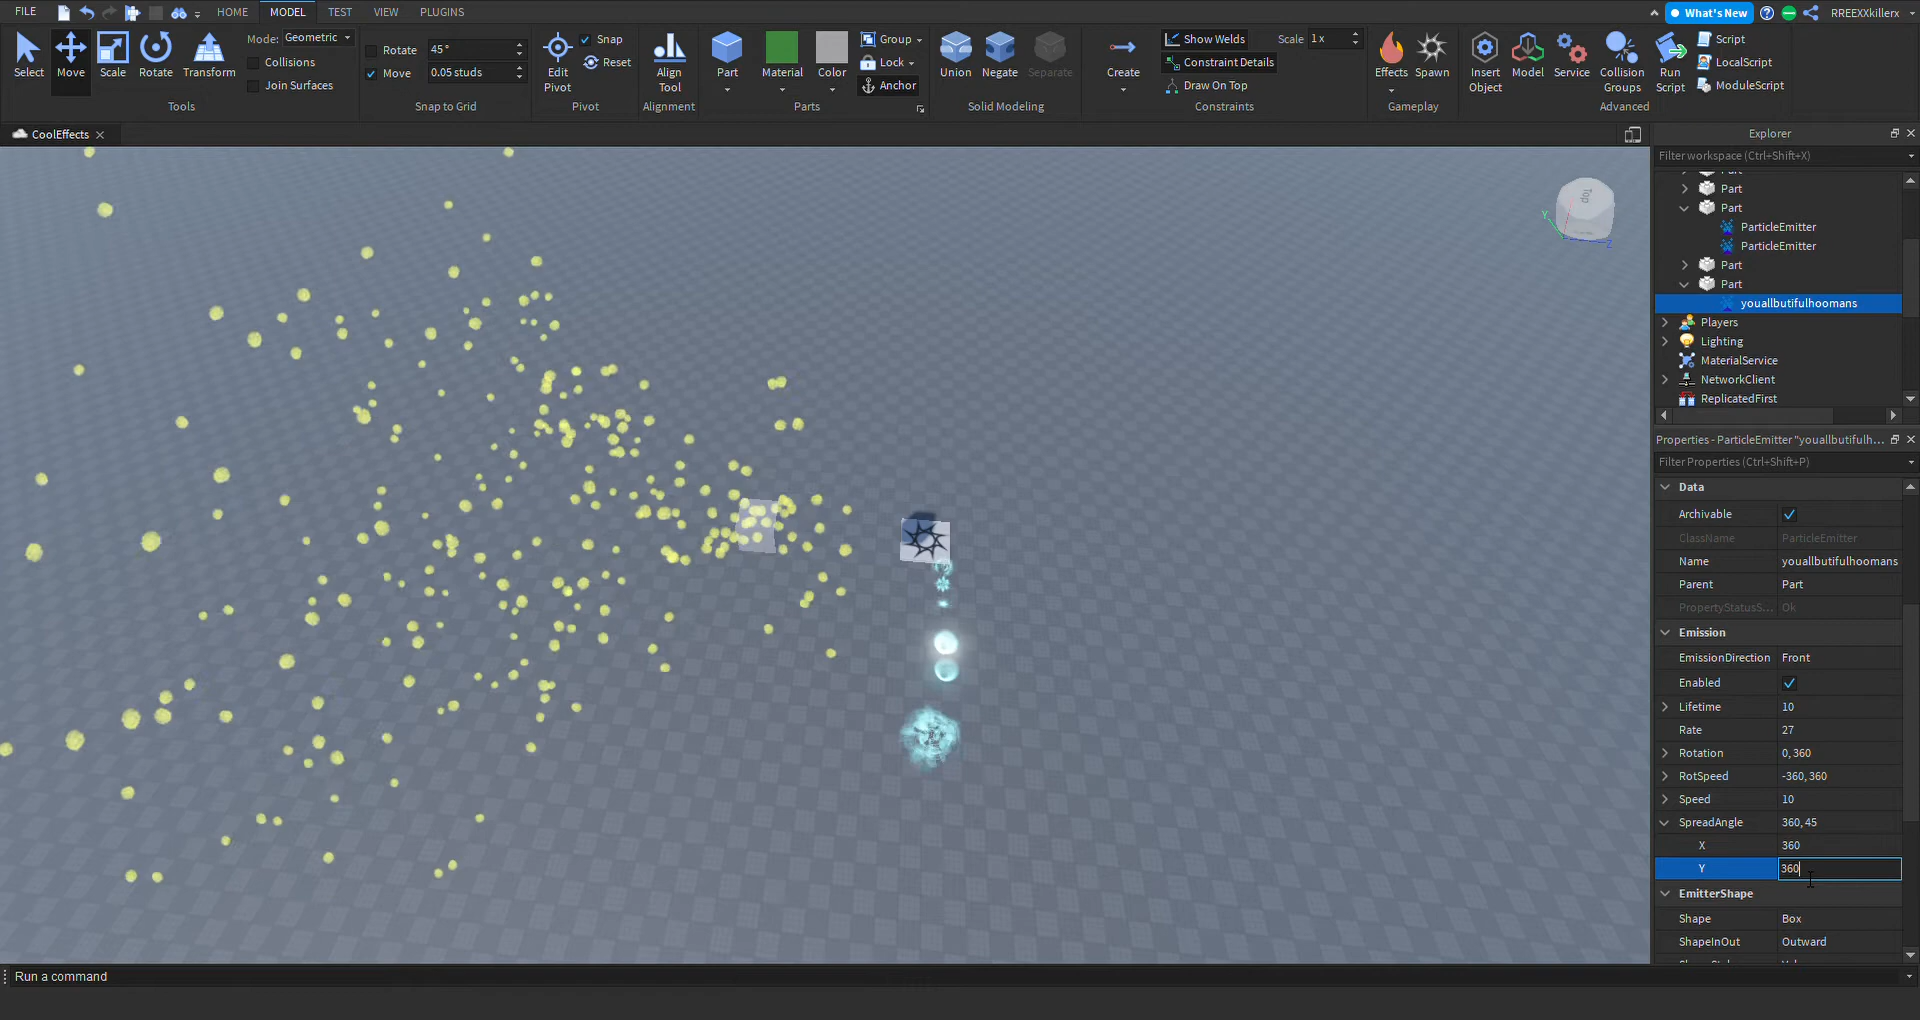 FILE
HOME
MODEL
TEST
VIEW
PLUGINS
What's New
RREEXXkillerx
Select
Move
Scale
Rotate
Transform
Mode: Geometric
Collisions
Join Surfaces
Tools
Rotate 45°
Move 0.05 studs
Snap to Grid
Edit
Pivot
Snap
Reset
Pivot
Align
Tool
Alignment
Part
Material
Color
Group
Lock
Anchor
Parts
Union
Negate
Separate
Solid Modeling
Create
Show Welds
Scale 1 x
Constraint Details
Draw On Top
Constraints
Effects
Spawn
Gameplay
Insert
Object
Model
Service
Collision
Groups
Run
Script
Script
LocalScript
ModuleScript
Advanced
CoolEffects
Top
Y
Z
Explorer
Filter workspace (Ctrl+Shift+X)
Part
Part
Part
ParticleEmitter
ParticleEmitter
Part
Part
youallbutifulhoomans
Players
Lighting
MaterialService
NetworkClient
ReplicatedFirst
Properties - ParticleEmitter "youallbutifulh...
Filter Properties (Ctrl+Shift+P)
Data
Archivable
ClassName ParticleEmitter
Name youallbutifulhoomans
Parent Part
PropertyStatusS... Ok
Emission
EmissionDirection Front
Enabled
Lifetime 10
Rate 27
Rotation 0, 360
RotSpeed -360, 360
Speed 10
SpreadAngle 360, 45
X 360
Y 360
EmitterShape
Shape Box
ShapeInOut Outward
Run a command